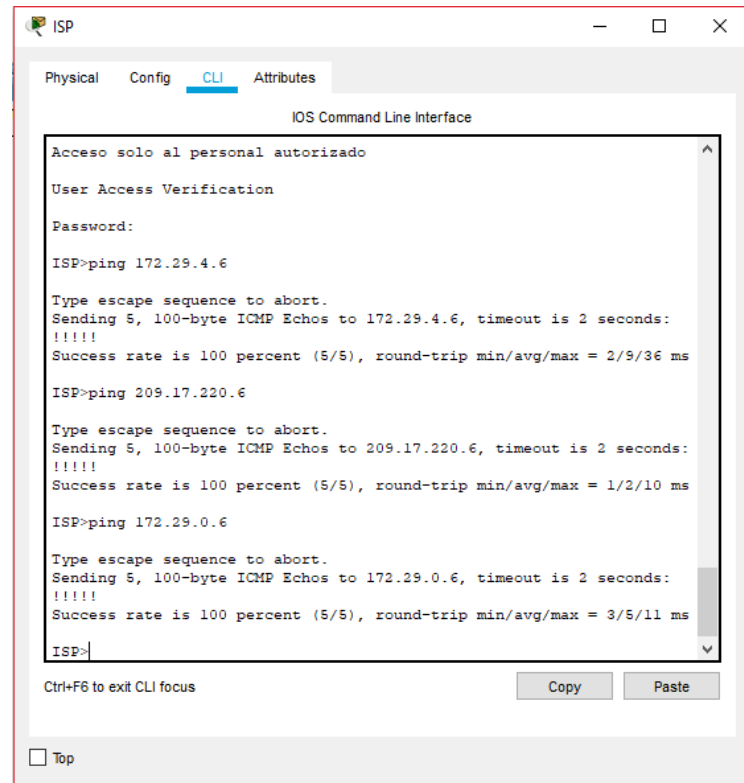 ISP
Physical Config CLI Attributes
IOS Command Line Interface
Acceso solo al personal autorizado
User Access Verification
Password:
ISP>ping 172.29.4.6
Type escape sequence to abort.
Sending 5, 100-byte ICMP Echos to 172.29.4.6, timeout is 2 seconds:
!!!!!
Success rate is 100 percent (5/5), round-trip min/avg/max = 2/9/36 ms
ISP>ping 209.17.220.6
Type escape sequence to abort.
Sending 5, 100-byte ICMP Echos to 209.17.220.6, timeout is 2 seconds:
!!!!!
Success rate is 100 percent (5/5), round-trip min/avg/max = 1/2/10 ms
ISP>ping 172.29.0.6
Type escape sequence to abort.
Sending 5, 100-byte ICMP Echos to 172.29.0.6, timeout is 2 seconds:
!!!!!
Success rate is 100 percent (5/5), round-trip min/avg/max = 3/5/11 ms
ISP>
Ctrl+F6 to exit CLI focus
Copy Paste
Top